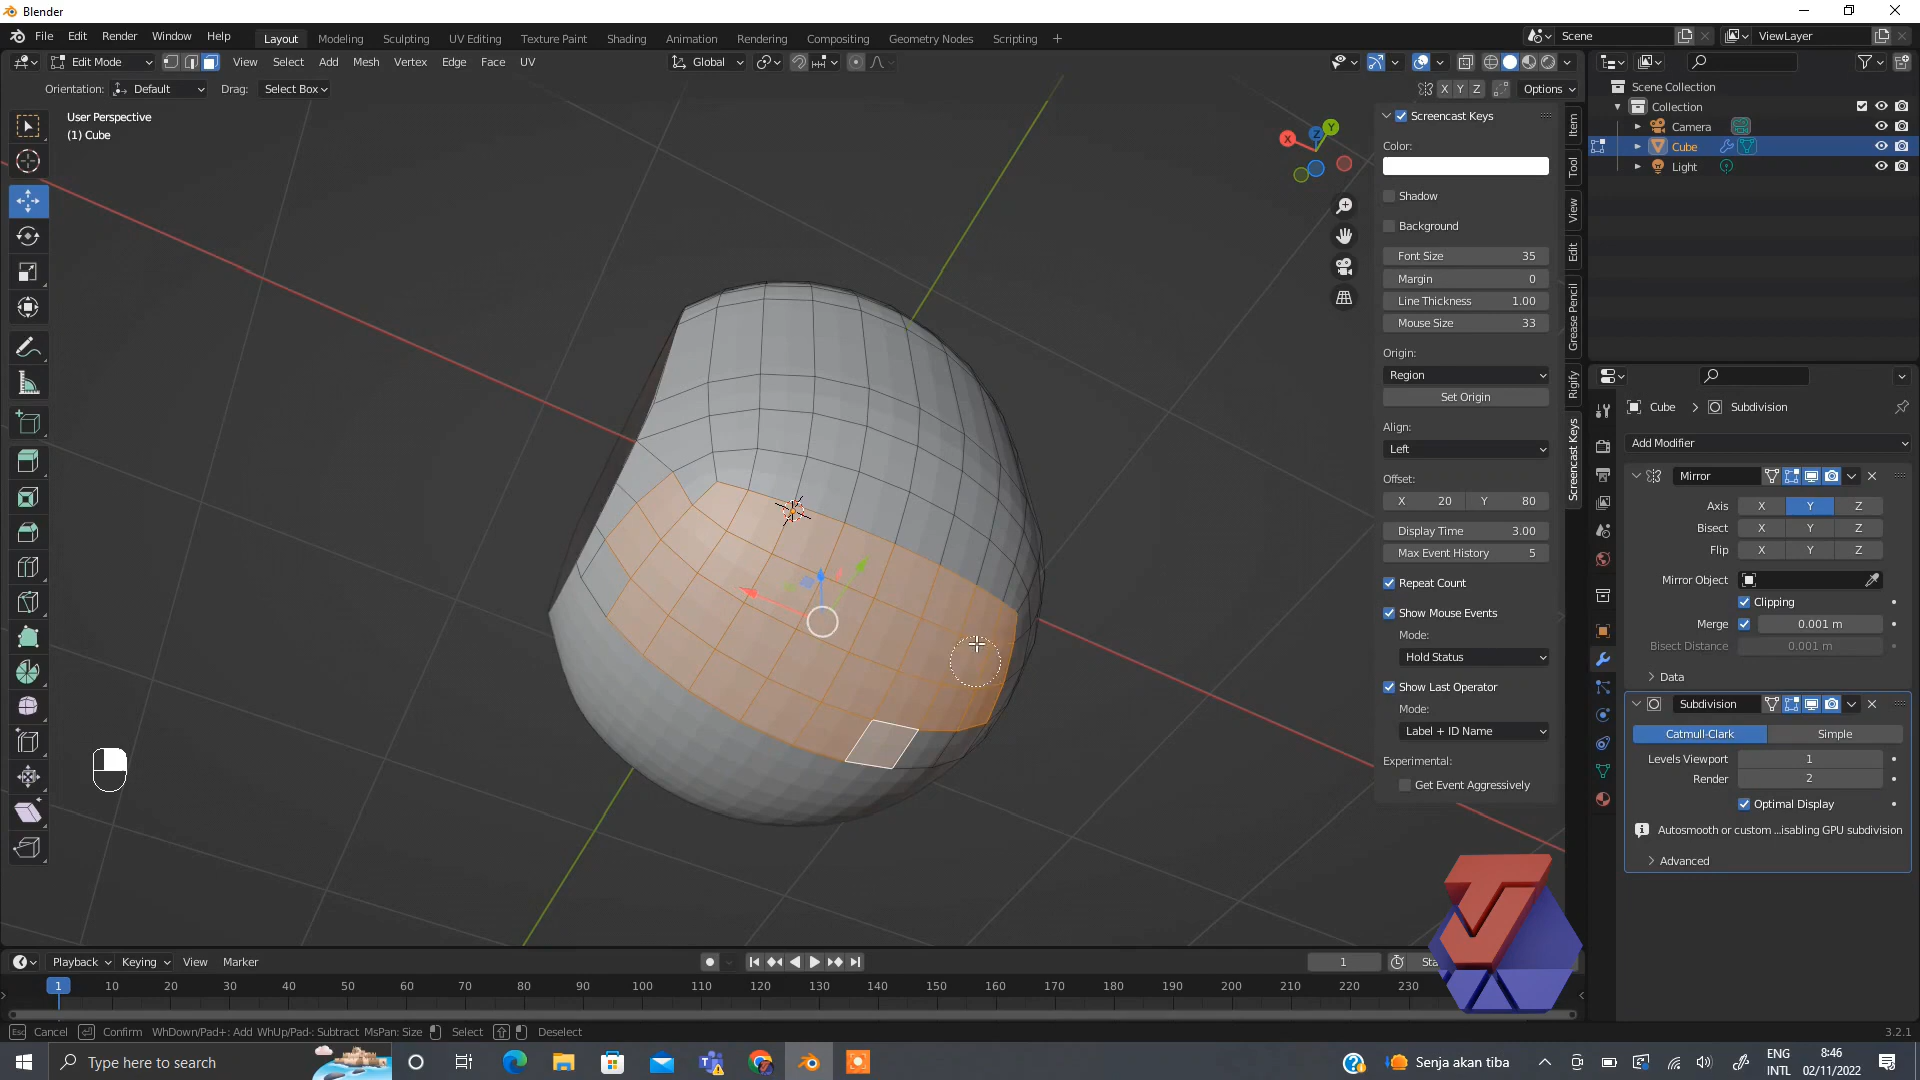 Blender
File Edit Render Window Help
Layout Modeling Sculpting UV Editing Texture Paint Shading Animation Rendering Compositing Geometry Nodes Scripting +
Scene ViewLayer
Edit Mode View Select Add Mesh Vertex Edge Face UV Global
Orientation: Default Drag: Select Box X Y Z Options
User Perspective
(1) Cube
X Y Z
Screencast Keys
Color:
Shadow
Background
Font Size 35
Margin 0
Line Thickness 1.00
Mouse Size 33
Origin:
Region
Set Origin
Align:
Left
Offset:
X 20 Y 80
Display Time 3.00
Max Event History 5
Repeat Count
Show Mouse Events
Mode:
Hold Status
Show Last Operator
Mode:
Label + ID Name
Experimental:
Get Event Aggressively
Item
Tool
View
Edit
Grease Pencil
Rigify
Screencast Keys
Scene Collection
Collection
Camera
Cube
Light
Cube > Subdivision
Add Modifier
Mirror
Axis X Y Z
Bisect X Y Z
Flip X Y Z
Mirror Object
Clipping
Merge 0.001 m
Bisect Distance 0.001 m
Data
Subdivision
Catmull-Clark Simple
Levels Viewport 1
Render 2
Optimal Display
Autosmooth or custom ...isabling GPU subdivision
Advanced
Playback Keying View Marker
1 Sta
1 10 20 30 40 50 60 70 80 90 100 110 120 130 140 150 160 170 180 190 200 210 220 230
Esc Cancel Confirm WhDown/Pad+: Add WhUp/Pad-: Subtract MsPan: Size Select Deselect 3.2.1
Type here to search
Senja akan tiba
ENG
INTL
8:46
02/11/2022